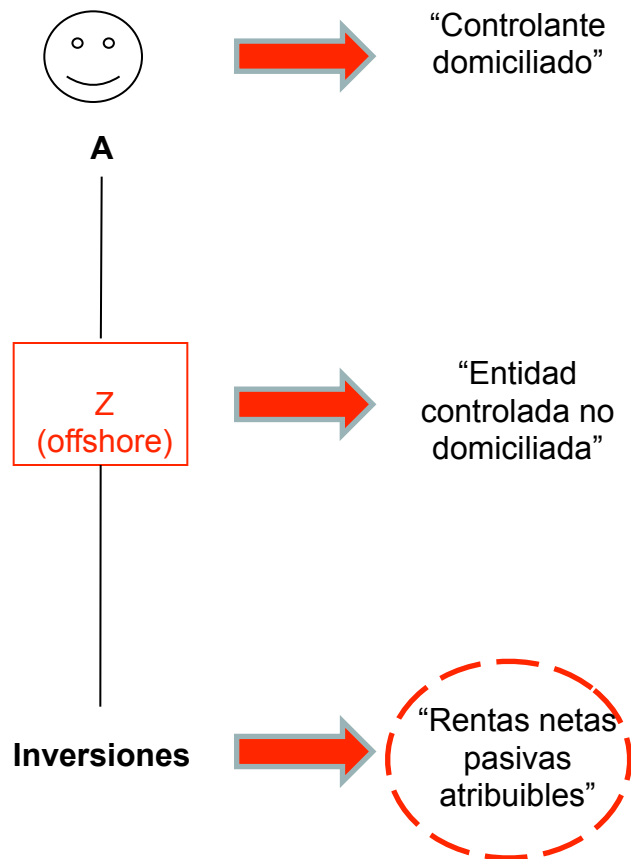 “Controlante
domiciliado”
A
Z
(offshore)
“Entidad
controlada no
domiciliada”
Inversiones
“Rentas netas
pasivas
atribuibles”